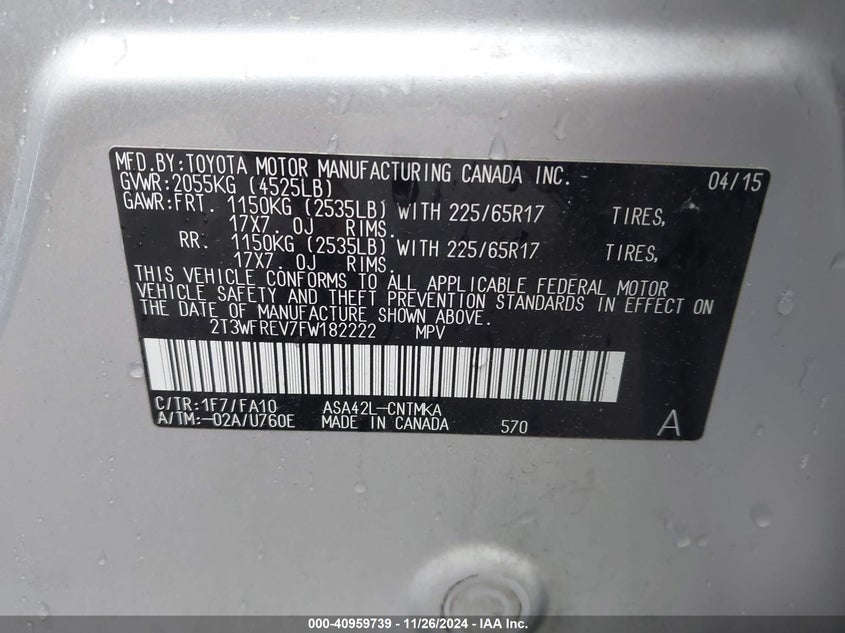 MFD.BY:TOYOTA MOTOR MANUFACTURING CANADA INC. 04/15
GVWR:2055KG (4525LB)
GAWR:FRT. 1150KG (2535LB) WITH 225/65R17 TIRES,
17X7. 0J RIMS.
RR. 1150KG (2535LB) WITH 225/65R17 TIRES,
17X7. 0J RIMS.
THIS VEHICLE CONFORMS TO ALL APPLICABLE FEDERAL MOTOR
VEHICLE SAFETY AND THEFT PREVENTION STANDARDS IN EFFECT ON
THE DATE OF MANUFACTURE SHOWN ABOVE.
2T3WFREV7FW182222 MPV
C/TR:1F7/FA10 ASA42L-CNTMKA
A/TM:-02A/U760E MADE IN CANADA 570 A
000-40959739 - 11/26/2024 - IAA Inc.